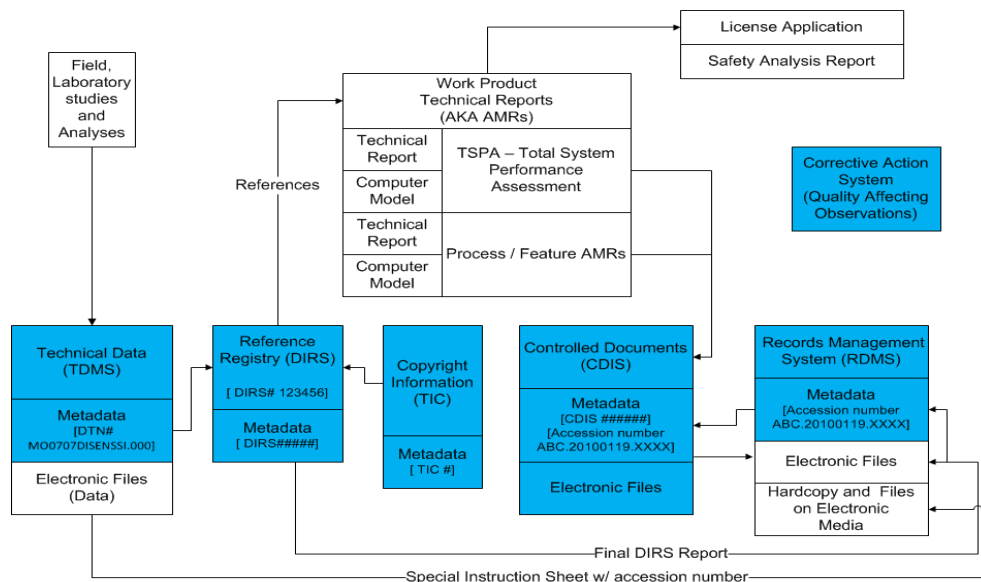 License Application
Safety Analysis Report
Field,
Laboratory
studies
and
Analyses
Work Product
Technical Reports
(AKA AMRs)
Technical
Report
Computer
Model
TSPA – Total System
Performance
Assessment
Technical
Report
Computer
Model
Process / Feature AMRs
References
Corrective Action
System
(Quality Affecting
Observations)
Technical Data
(TDMS)
Metadata
[DTN#
MO0707DISENSSI.000]
Electronic Files
(Data)
Reference
Registry (DIRS)
[ DIRS# 123456]
Metadata
[ DIRS#####]
Copyright
Information
(TIC)
Metadata
[ TIC #]
Controlled Documents
(CDIS)
Metadata
[CDIS ######]
[Accession number
ABC.20100119.XXXX]
Electronic Files
Records Management
System (RDMS)
Metadata
[Accession number
ABC.20100119.XXXX]
Electronic Files
Hardcopy and Files
on Electronic
Media
Final DIRS Report
Special Instruction Sheet w/ accession number